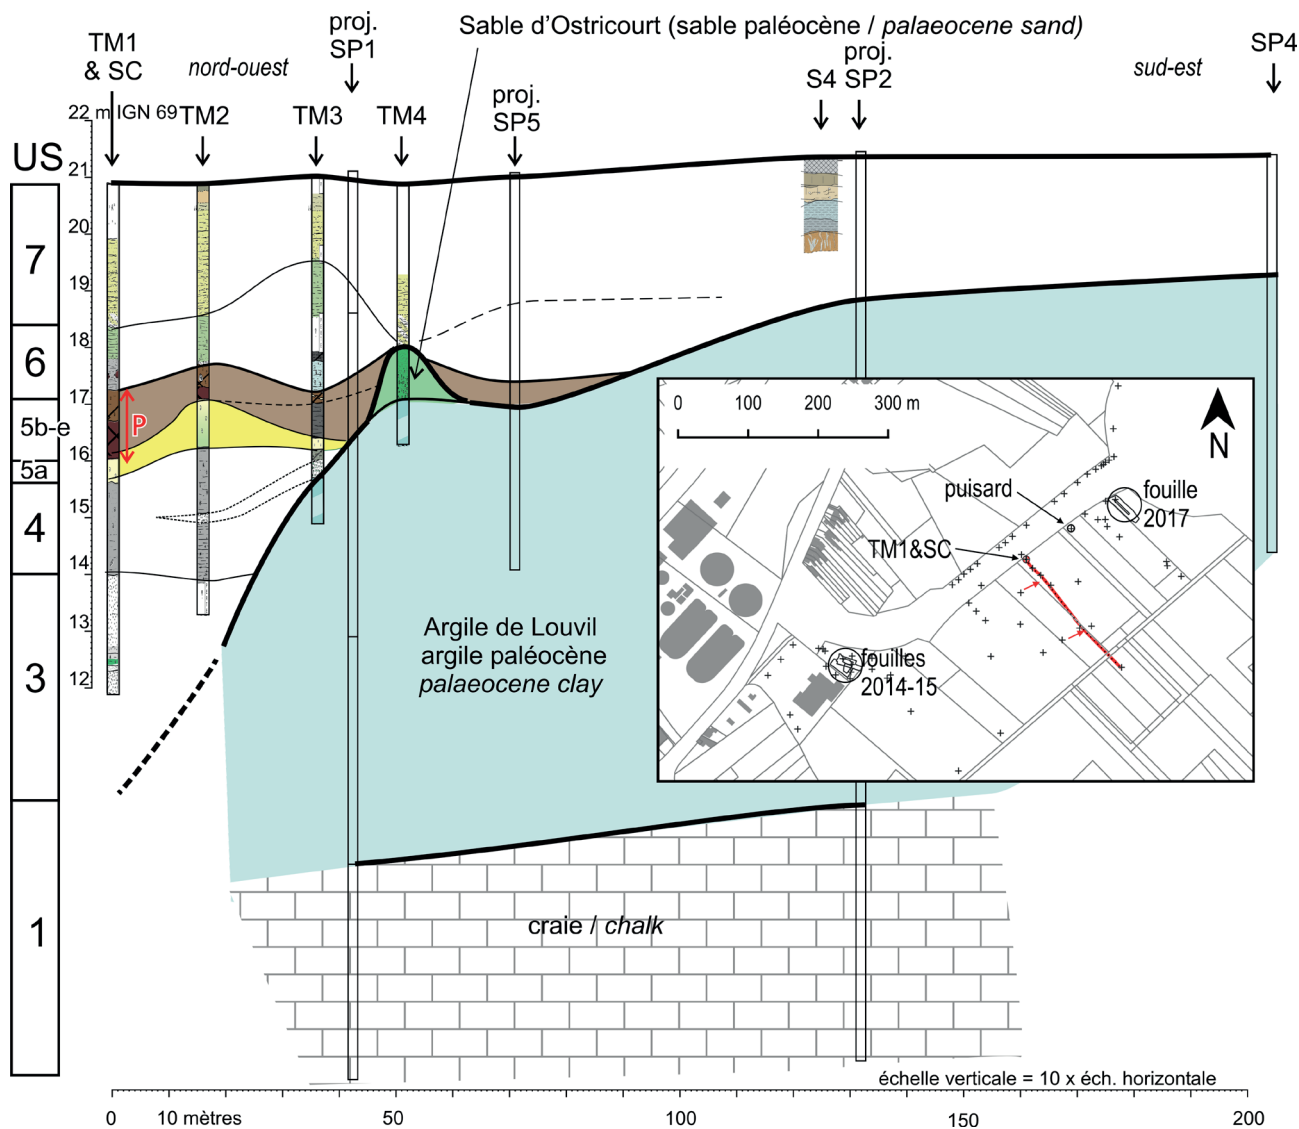 Sable d'Ostricourt (sable paléocène / palaeocene sand)
TM1
& SC
nord-ouest
proj.
SP1
proj.
SP5
S4
proj.
SP2
sud-est
SP4
22 m IGN 69
TM2
TM3
TM4
US
21
20
19
18
17
16
15
14
13
12
7
6
5b-e
5a
4
3
1
P
Argile de Louvil
argile paléocène
palaeocene clay
craie / chalk
0
100
200
300 m
N
puisard
fouille
2017
TM1&SC
fouilles
2014-15
échelle verticale = 10 x éch. horizontale
0
10 mètres
50
100
150
200